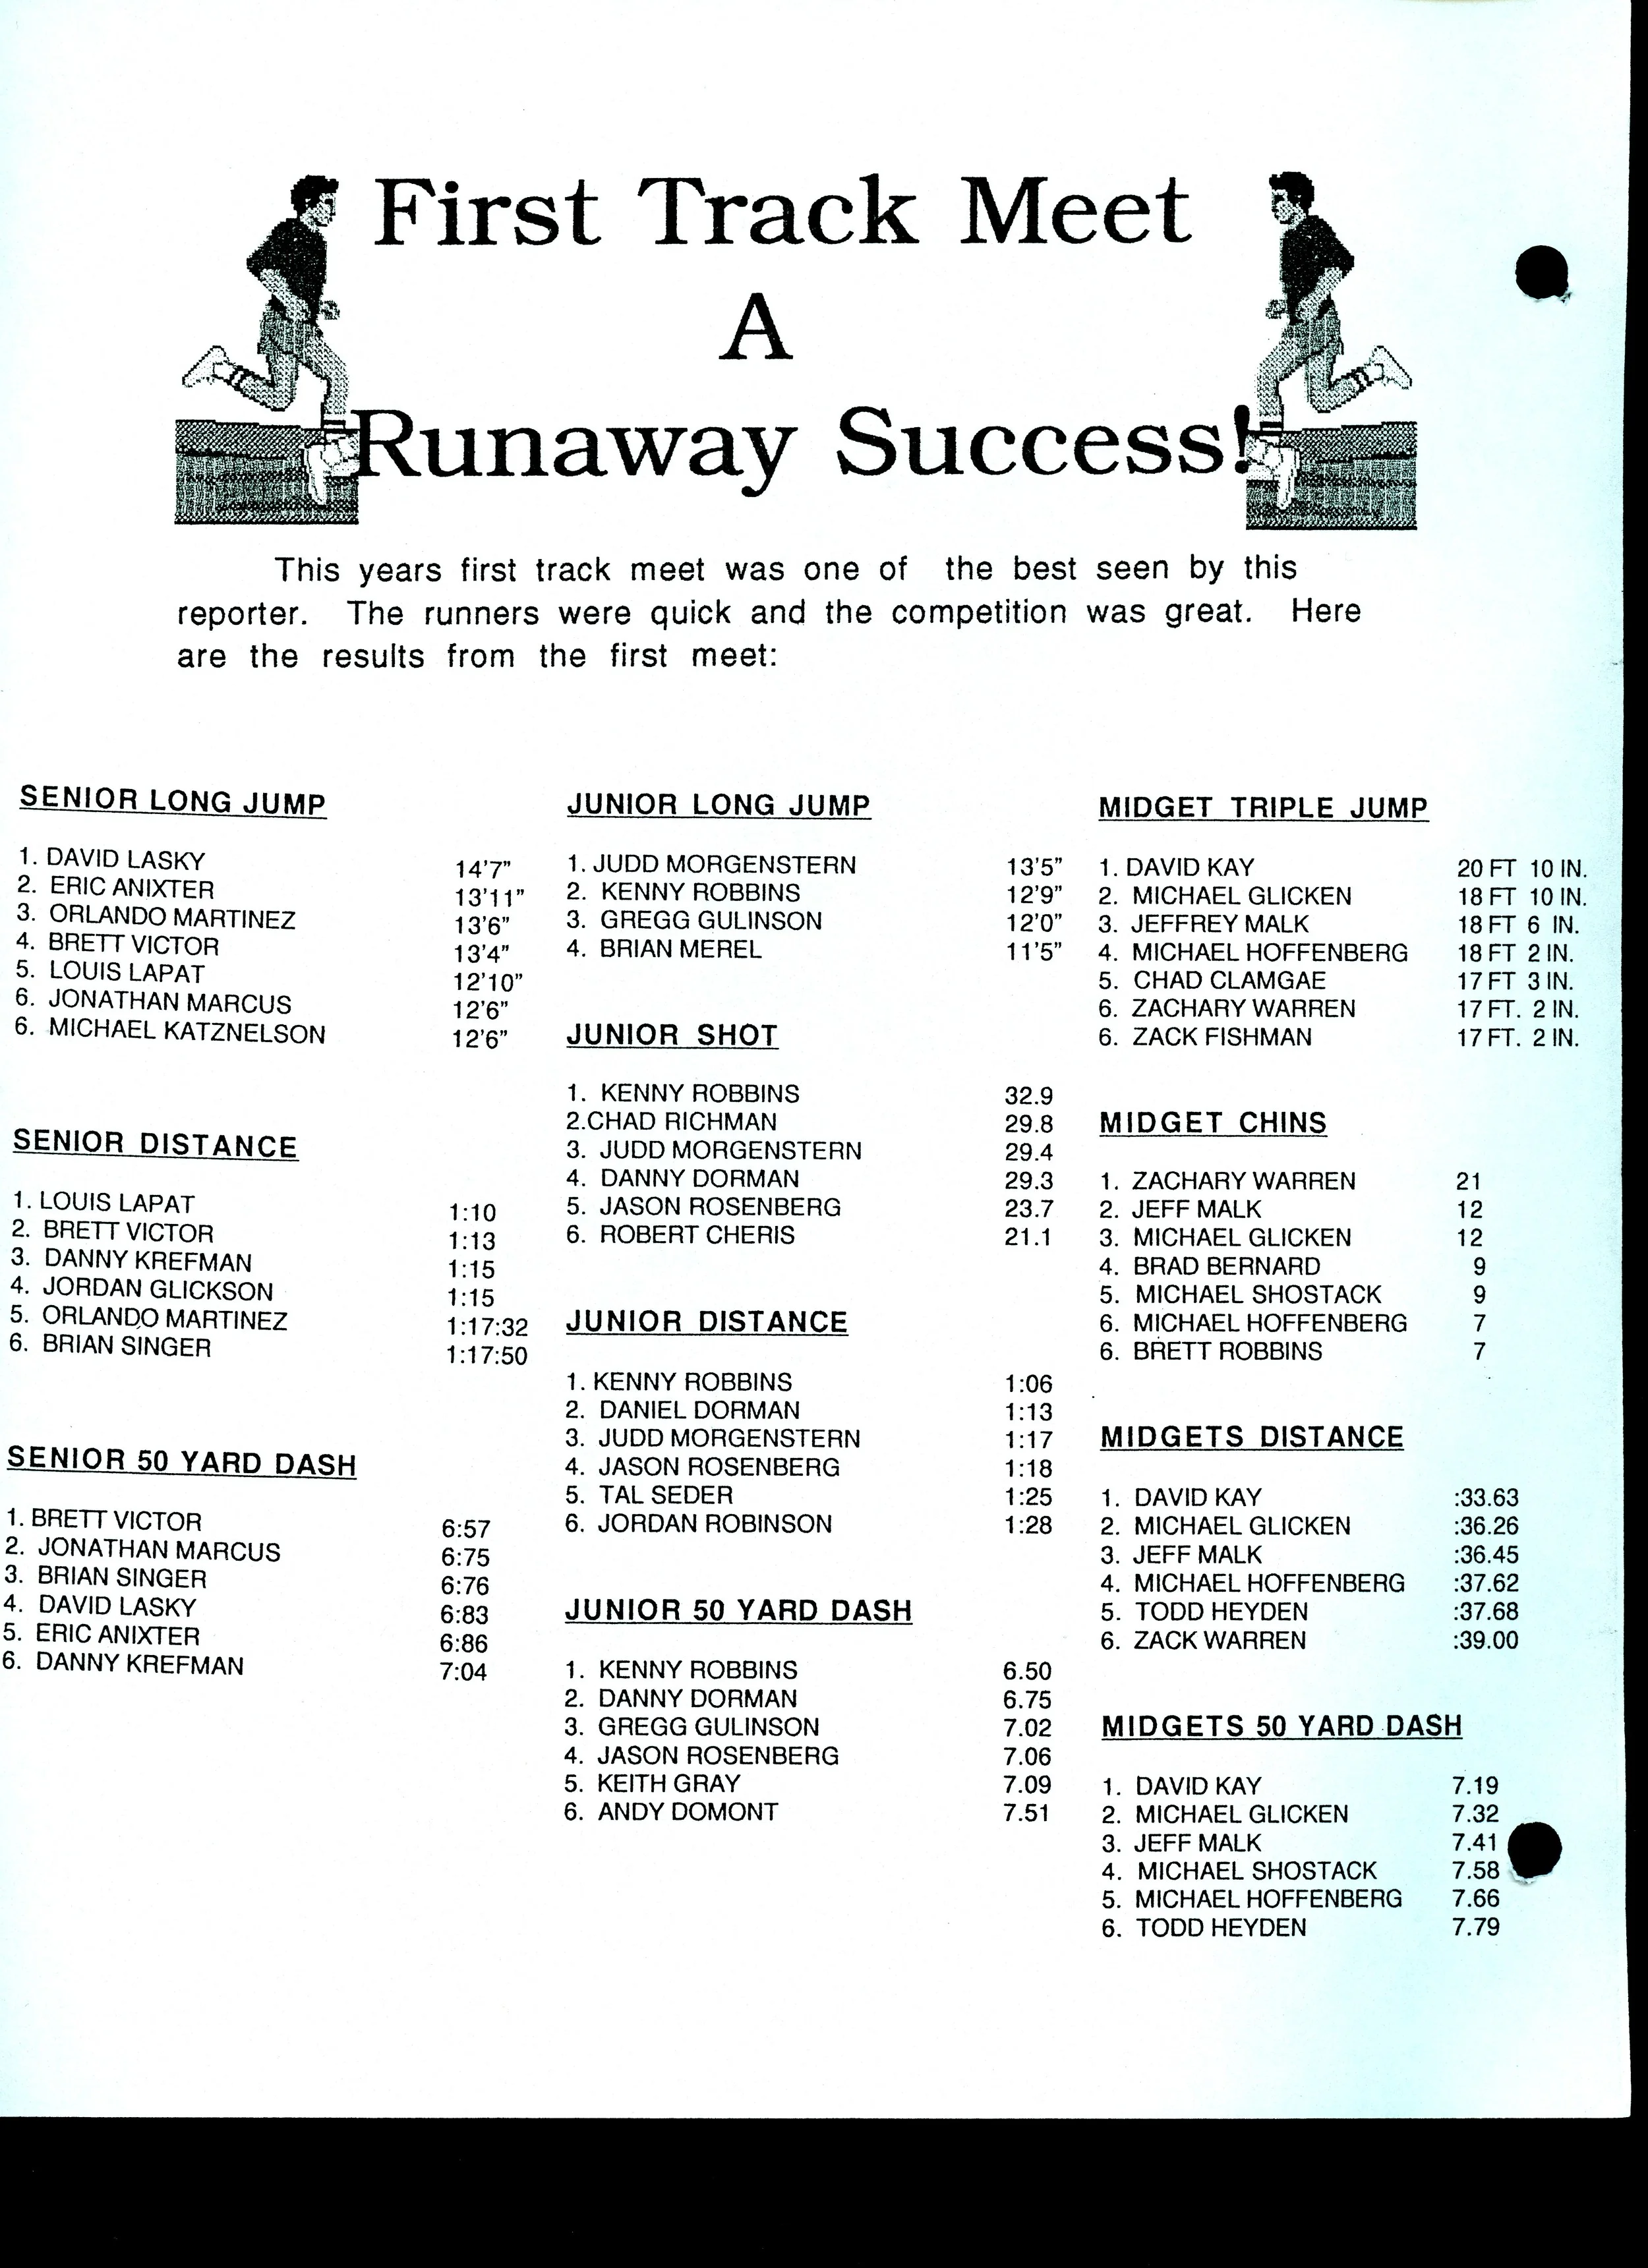 First Track Meet
A
Runaway Success!
This years first track meet was one of the best seen by this
reporter. The runners were quick and the competition was great. Here
are the results from the first meet:
SENIOR LONG JUMP
1. DAVID LASKY 14'7"
2. ERIC ANIXTER 13'11"
3. ORLANDO MARTINEZ 13'6"
4. BRETT VICTOR 13'4"
5. LOUIS LAPAT 12'10"
6. JONATHAN MARCUS 12'6"
6. MICHAEL KATZNELSON 12'6"
SENIOR DISTANCE
1. LOUIS LAPAT 1:10
2. BRETT VICTOR 1:13
3. DANNY KREFMAN 1:15
4. JORDAN GLICKSON 1:15
5. ORLANDO MARTINEZ 1:17:32
6. BRIAN SINGER 1:17:50
SENIOR 50 YARD DASH
1. BRETT VICTOR 6:57
2. JONATHAN MARCUS 6:75
3. BRIAN SINGER 6:76
4. DAVID LASKY 6:83
5. ERIC ANIXTER 6:86
6. DANNY KREFMAN 7:04
JUNIOR LONG JUMP
1. JUDD MORGENSTERN 13'5"
2. KENNY ROBBINS 12'9"
3. GREGG GULINSON 12'0"
4. BRIAN MEREL 11'5"
JUNIOR SHOT
1. KENNY ROBBINS 32.9
2.CHAD RICHMAN 29.8
3. JUDD MORGENSTERN 29.4
4. DANNY DORMAN 29.3
5. JASON ROSENBERG 23.7
6. ROBERT CHERIS 21.1
JUNIOR DISTANCE
1. KENNY ROBBINS 1:06
2. DANIEL DORMAN 1:13
3. JUDD MORGENSTERN 1:17
4. JASON ROSENBERG 1:18
5. TAL SEDER 1:25
6. JORDAN ROBINSON 1:28
JUNIOR 50 YARD DASH
1. KENNY ROBBINS 6.50
2. DANNY DORMAN 6.75
3. GREGG GULINSON 7.02
4. JASON ROSENBERG 7.06
5. KEITH GRAY 7.09
6. ANDY DOMONT 7.51
MIDGET TRIPLE JUMP
1. DAVID KAY 20 FT 10 IN.
2. MICHAEL GLICKEN 18 FT 10 IN.
3. JEFFREY MALK 18 FT 6 IN.
4. MICHAEL HOFFENBERG 18 FT 2 IN.
5. CHAD CLAMGAE 17 FT 3 IN.
6. ZACHARY WARREN 17 FT. 2 IN.
6. ZACK FISHMAN 17 FT. 2 IN.
MIDGET CHINS
1. ZACHARY WARREN 21
2. JEFF MALK 12
3. MICHAEL GLICKEN 12
4. BRAD BERNARD 9
5. MICHAEL SHOSTACK 9
6. MICHAEL HOFFENBERG 7
6. BRETT ROBBINS 7
MIDGETS DISTANCE
1. DAVID KAY :33.63
2. MICHAEL GLICKEN :36.26
3. JEFF MALK :36.45
4. MICHAEL HOFFENBERG :37.62
5. TODD HEYDEN :37.68
6. ZACK WARREN :39.00
MIDGETS 50 YARD DASH
1. DAVID KAY 7.19
2. MICHAEL GLICKEN 7.32
3. JEFF MALK 7.41
4. MICHAEL SHOSTACK 7.58
5. MICHAEL HOFFENBERG 7.66
6. TODD HEYDEN 7.79